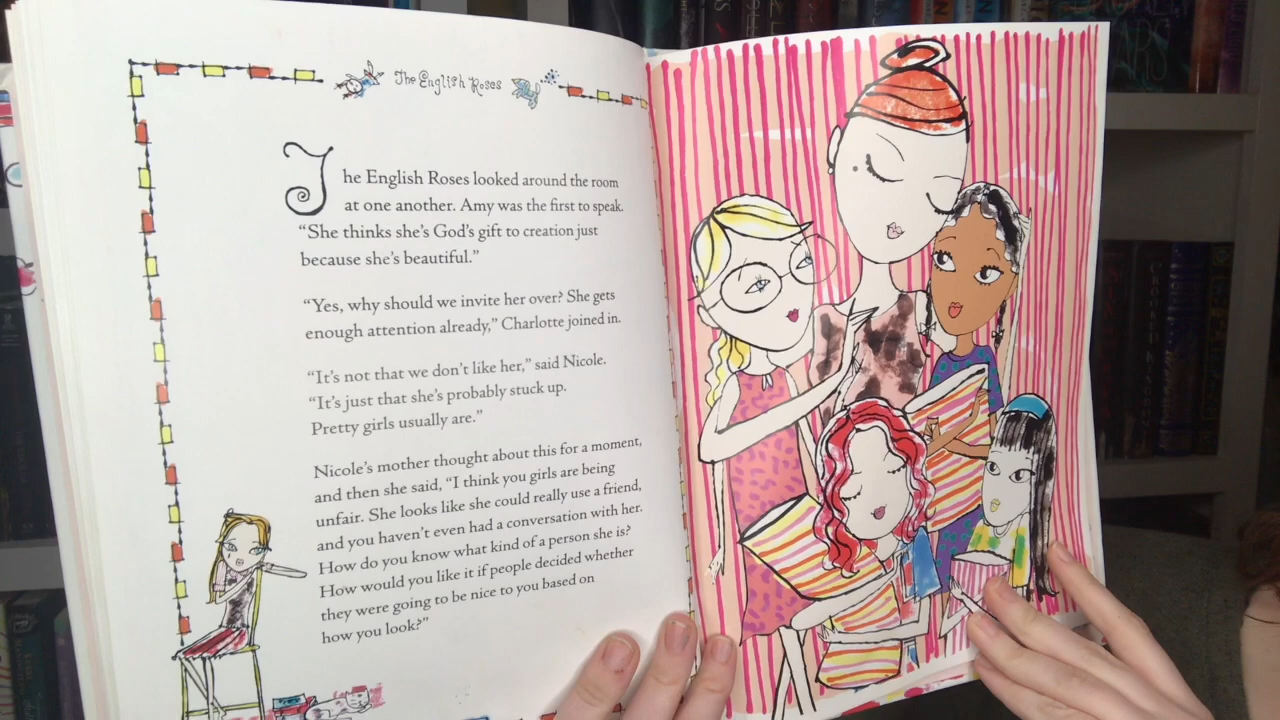 The English Roses
The English Roses looked around the room
at one another. Amy was the first to speak.
“She thinks she’s God’s gift to creation just
because she’s beautiful.”
“Yes, why should we invite her over? She gets
enough attention already,” Charlotte joined in.
“It’s not that we don’t like her,” said Nicole.
“It’s just that she’s probably stuck up.
Pretty girls usually are.”
Nicole’s mother thought about this for a moment,
and then she said, “I think you girls are being
unfair. She looks like she could really use a friend,
and you haven’t even had a conversation with her.
How do you know what kind of a person she is?
How would you like it if people decided whether
they were going to be nice to you based on
how you look?”